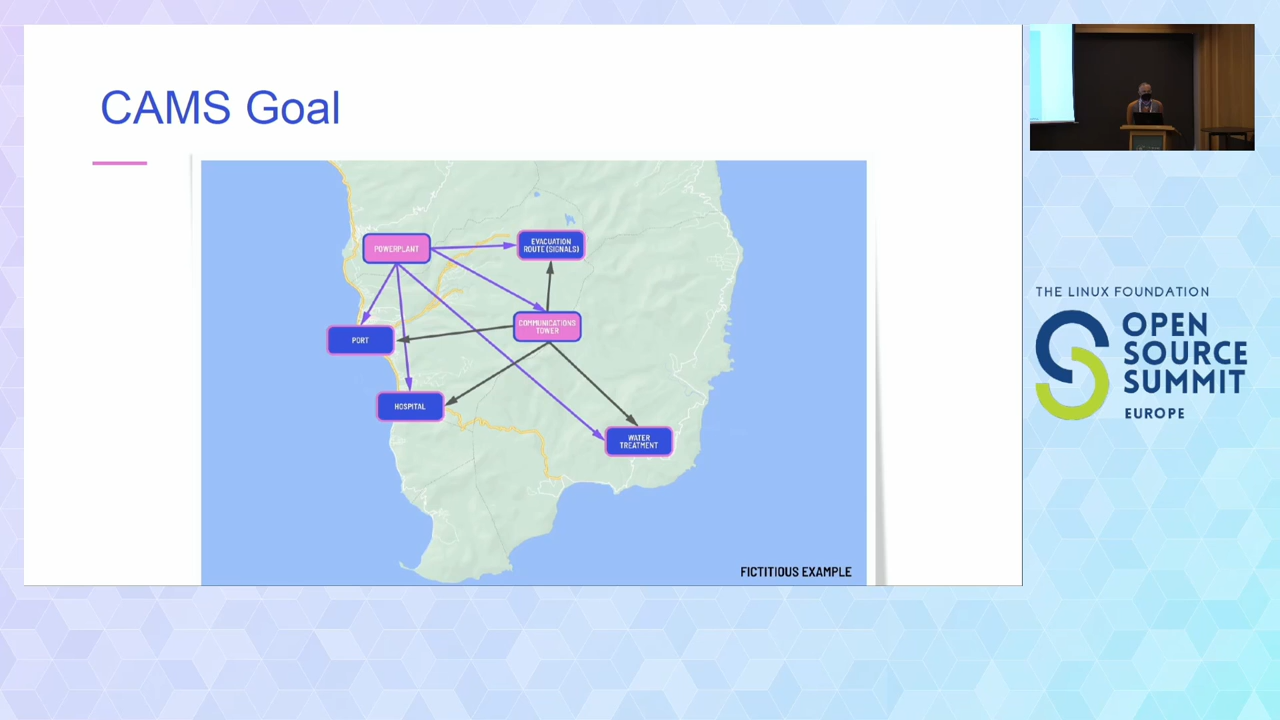 CAMS Goal
POWERPLANT
EVACUATION
ROUTE (SIGNALS)
COMMUNICATIONS
TOWER
PORT
HOSPITAL
WATER
TREATMENT
FICTITIOUS EXAMPLE
THE LINUX FOUNDATION
OPEN
SOURCE
SUMMIT
EUROPE